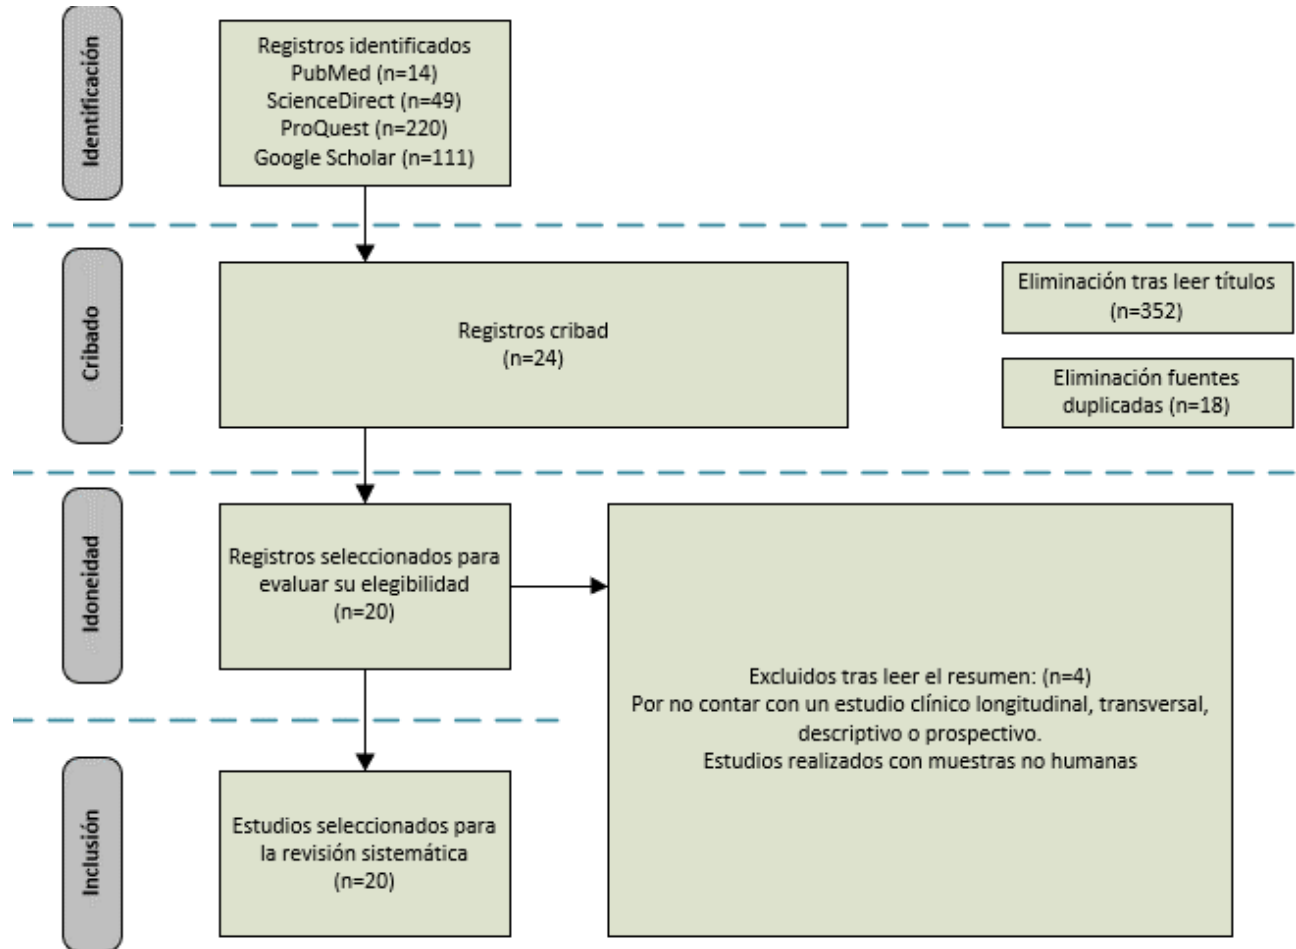 Identificación
Registros identificados
PubMed (n=14)
ScienceDirect (n=49)
ProQuest (n=220)
Google Scholar (n=111)
Cribado
Registros cribad
(n=24)
Eliminación tras leer títulos
(n=352)
Eliminación fuentes
duplicadas (n=18)
Idoneidad
Registros seleccionados para
evaluar su elegibilidad
(n=20)
Excluidos tras leer el resumen: (n=4)
Por no contar con un estudio clínico longitudinal, transversal,
descriptivo o prospectivo.
Estudios realizados con muestras no humanas
Inclusión
Estudios seleccionados para
la revisión sistemática
(n=20)